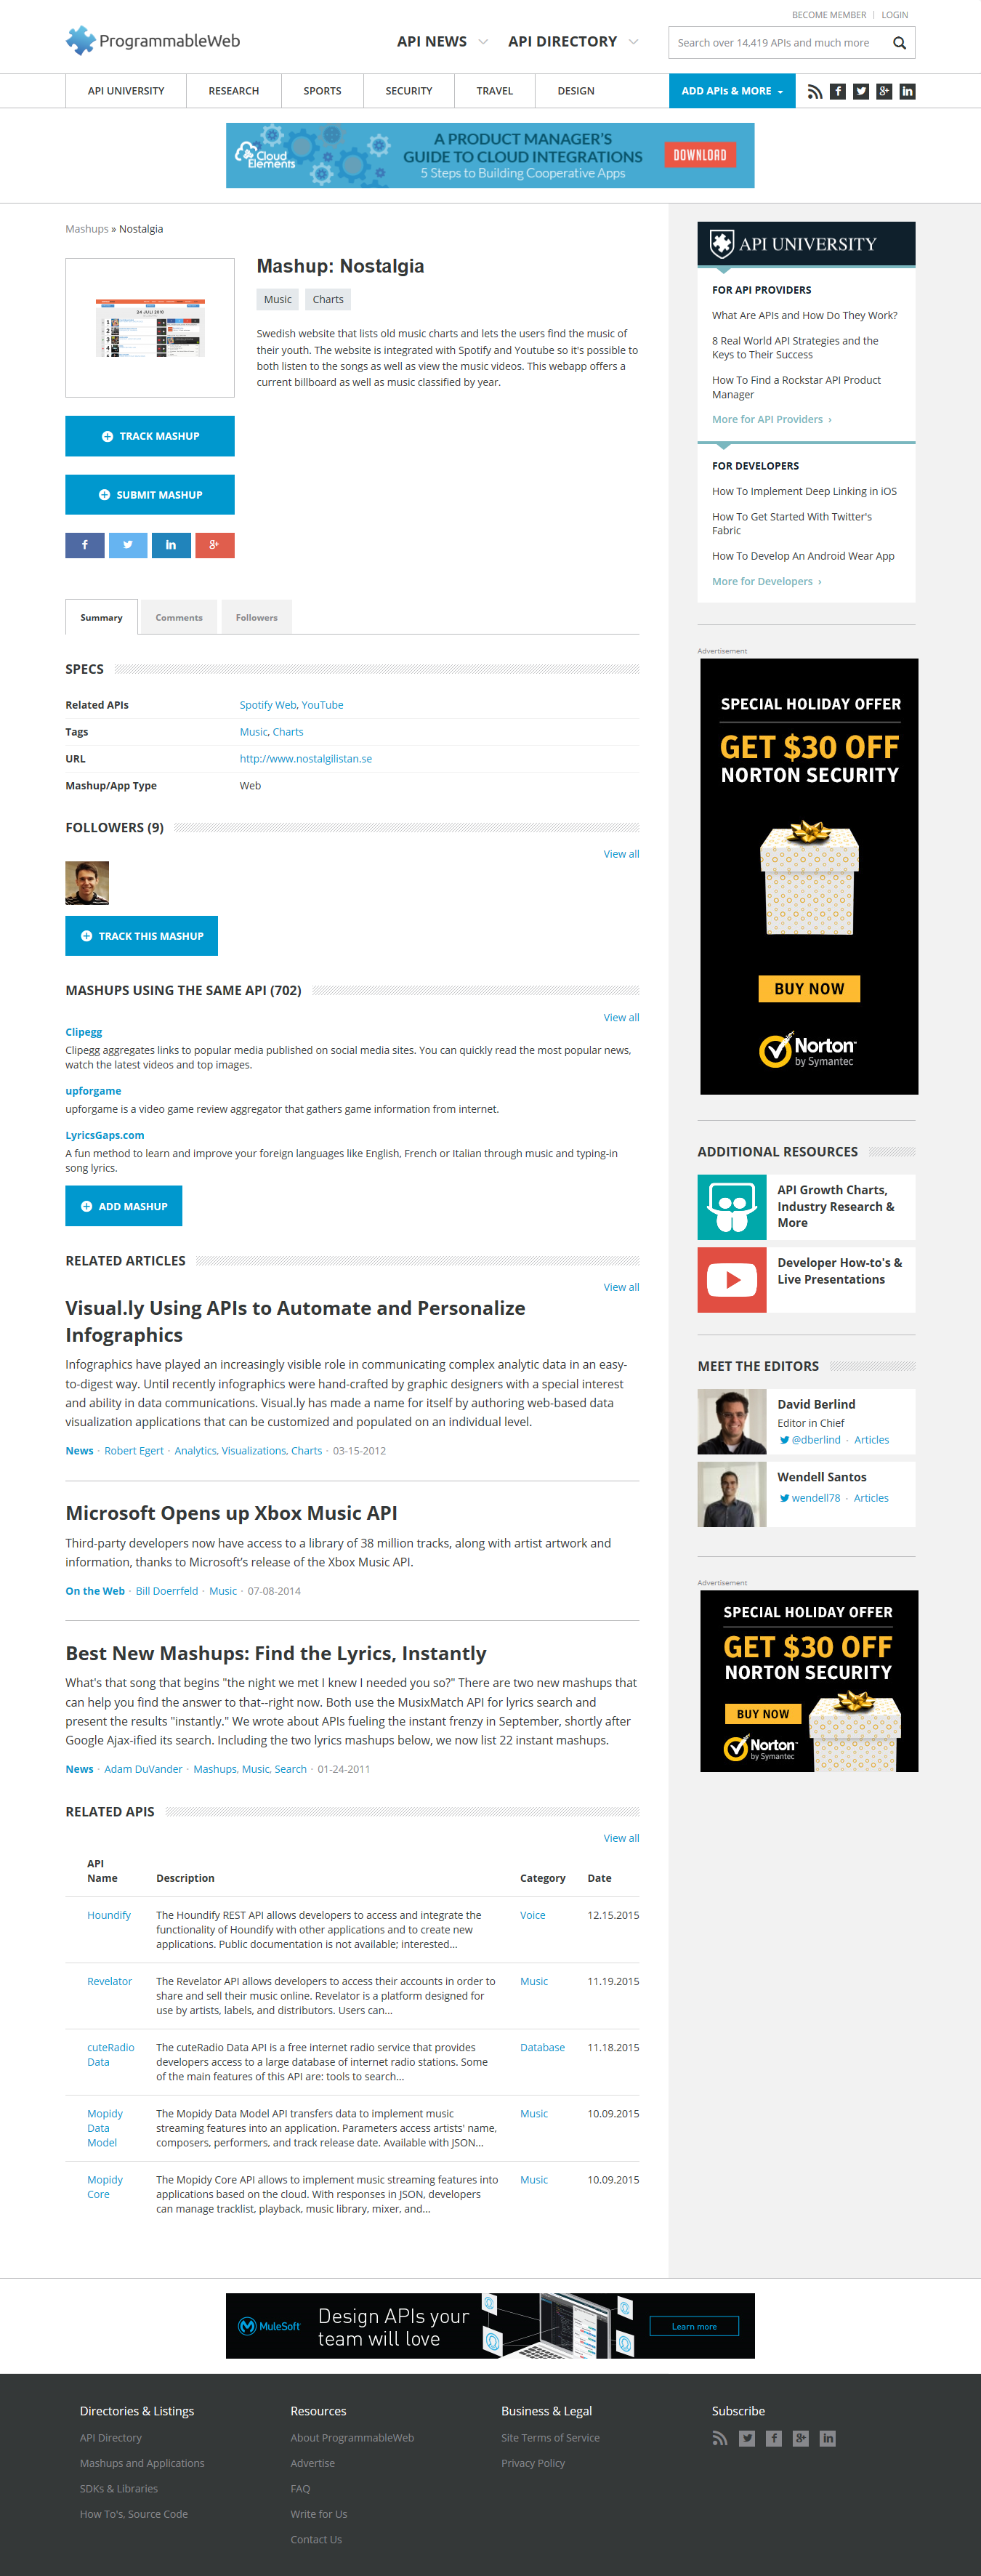 BECOME MEMBER | LOGIN
ProgrammableWeb
API NEWS
API DIRECTORY
Search over 14,419 APIs and much more
API UNIVERSITY
RESEARCH
SPORTS
SECURITY
TRAVEL
DESIGN
ADD APIs & MORE
Cloud Elements
A PRODUCT MANAGER'S
GUIDE TO CLOUD INTEGRATIONS
5 Steps to Building Cooperative Apps
DOWNLOAD
Mashups » Nostalgia
Mashup: Nostalgia
Music
Charts
Swedish website that lists old music charts and lets the users find the music of
their youth. The website is integrated with Spotify and Youtube so it's possible to
both listen to the songs as well as view the music videos. This webapp offers a
current billboard as well as music classified by year.
TRACK MASHUP
SUBMIT MASHUP
Summary
Comments
Followers
SPECS
Related APIs Spotify Web, YouTube
Tags Music, Charts
URL http://www.nostalgilistan.se
Mashup/App Type Web
FOLLOWERS (9)
View all
TRACK THIS MASHUP
MASHUPS USING THE SAME API (702)
View all
Clipegg
Clipegg aggregates links to popular media published on social media sites. You can quickly read the most popular news,
watch the latest videos and top images.
upforgame
upforgame is a video game review aggregator that gathers game information from internet.
LyricsGaps.com
A fun method to learn and improve your foreign languages like English, French or Italian through music and typing-in
song lyrics.
ADD MASHUP
RELATED ARTICLES
View all
Visual.ly Using APIs to Automate and Personalize
Infographics
Infographics have played an increasingly visible role in communicating complex analytic data in an easy-
to-digest way. Until recently infographics were hand-crafted by graphic designers with a special interest
and ability in data communications. Visual.ly has made a name for itself by authoring web-based data
visualization applications that can be customized and populated on an individual level.
News · Robert Egert · Analytics, Visualizations, Charts · 03-15-2012
Microsoft Opens up Xbox Music API
Third-party developers now have access to a library of 38 million tracks, along with artist artwork and
information, thanks to Microsoft's release of the Xbox Music API.
On the Web · Bill Doerrfeld · Music · 07-08-2014
Best New Mashups: Find the Lyrics, Instantly
What's that song that begins "the night we met I knew I needed you so?" There are two new mashups that
can help you find the answer to that--right now. Both use the MusixMatch API for lyrics search and
present the results "instantly." We wrote about APIs fueling the instant frenzy in September, shortly after
Google Ajax-ified its search. Including the two lyrics mashups below, we now list 22 instant mashups.
News · Adam DuVander · Mashups, Music, Search · 01-24-2011
RELATED APIS
View all
API
Name Description Category Date
Houndify The Houndify REST API allows developers to access and integrate the Voice 12.15.2015
functionality of Houndify with other applications and to create new
applications. Public documentation is not available; interested...
Revelator The Revelator API allows developers to access their accounts in order to Music 11.19.2015
share and sell their music online. Revelator is a platform designed for
use by artists, labels, and distributors. Users can...
cuteRadio The cuteRadio Data API is a free internet radio service that provides Database 11.18.2015
Data developers access to a large database of internet radio stations. Some
of the main features of this API are: tools to search...
Mopidy The Mopidy Data Model API transfers data to implement music Music 10.09.2015
Data streaming features into an application. Parameters access artists' name,
Model composers, performers, and track release date. Available with JSON...
Mopidy The Mopidy Core API allows to implement music streaming features into Music 10.09.2015
Core applications based on the cloud. With responses in JSON, developers
can manage tracklist, playback, music library, mixer, and...
API UNIVERSITY
FOR API PROVIDERS
What Are APIs and How Do They Work?
8 Real World API Strategies and the
Keys to Their Success
How To Find a Rockstar API Product
Manager
More for API Providers ›
FOR DEVELOPERS
How To Implement Deep Linking in iOS
How To Get Started With Twitter's
Fabric
How To Develop An Android Wear App
More for Developers ›
Advertisement
SPECIAL HOLIDAY OFFER
GET $30 OFF
NORTON SECURITY
BUY NOW
Norton
by Symantec
ADDITIONAL RESOURCES
API Growth Charts,
Industry Research &
More
Developer How-to's &
Live Presentations
MEET THE EDITORS
David Berlind
Editor in Chief
@dberlind · Articles
Wendell Santos
wendell78 · Articles
Advertisement
SPECIAL HOLIDAY OFFER
GET $30 OFF
NORTON SECURITY
BUY NOW
Norton
by Symantec
MuleSoft
Design APIs your
team will love
Learn more
Directories & Listings
API Directory
Mashups and Applications
SDKs & Libraries
How To's, Source Code
Resources
About ProgrammableWeb
Advertise
FAQ
Write for Us
Contact Us
Business & Legal
Site Terms of Service
Privacy Policy
Subscribe